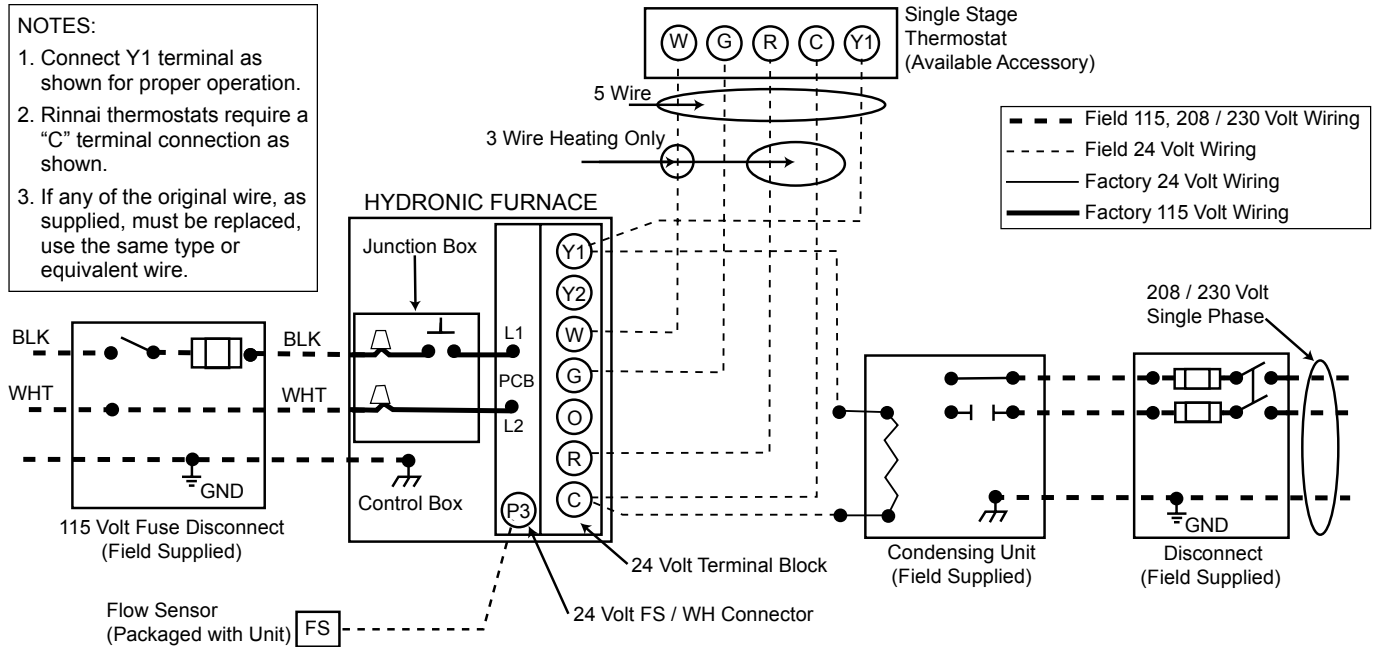 NOTES:
1. Connect Y1 terminal as
shown for proper operation.
2. Rinnai thermostats require a
“C” terminal connection as
shown.
3. If any of the original wire, as
supplied, must be replaced,
use the same type or
equivalent wire.
W G R C Y1
Single Stage
Thermostat
(Available Accessory)
5 Wire
3 Wire Heating Only
Field 115, 208 / 230 Volt Wiring
Field 24 Volt Wiring
Factory 24 Volt Wiring
Factory 115 Volt Wiring
HYDRONIC FURNACE
Junction Box
Y1
Y2
W
G
O
R
C
L1
PCB
L2
P3
Control Box
BLK
BLK
WHT
WHT
GND
115 Volt Fuse Disconnect
(Field Supplied)
208 / 230 Volt
Single Phase
Condensing Unit
(Field Supplied)
GND
Disconnect
(Field Supplied)
24 Volt Terminal Block
24 Volt FS / WH Connector
Flow Sensor
(Packaged with Unit)
FS